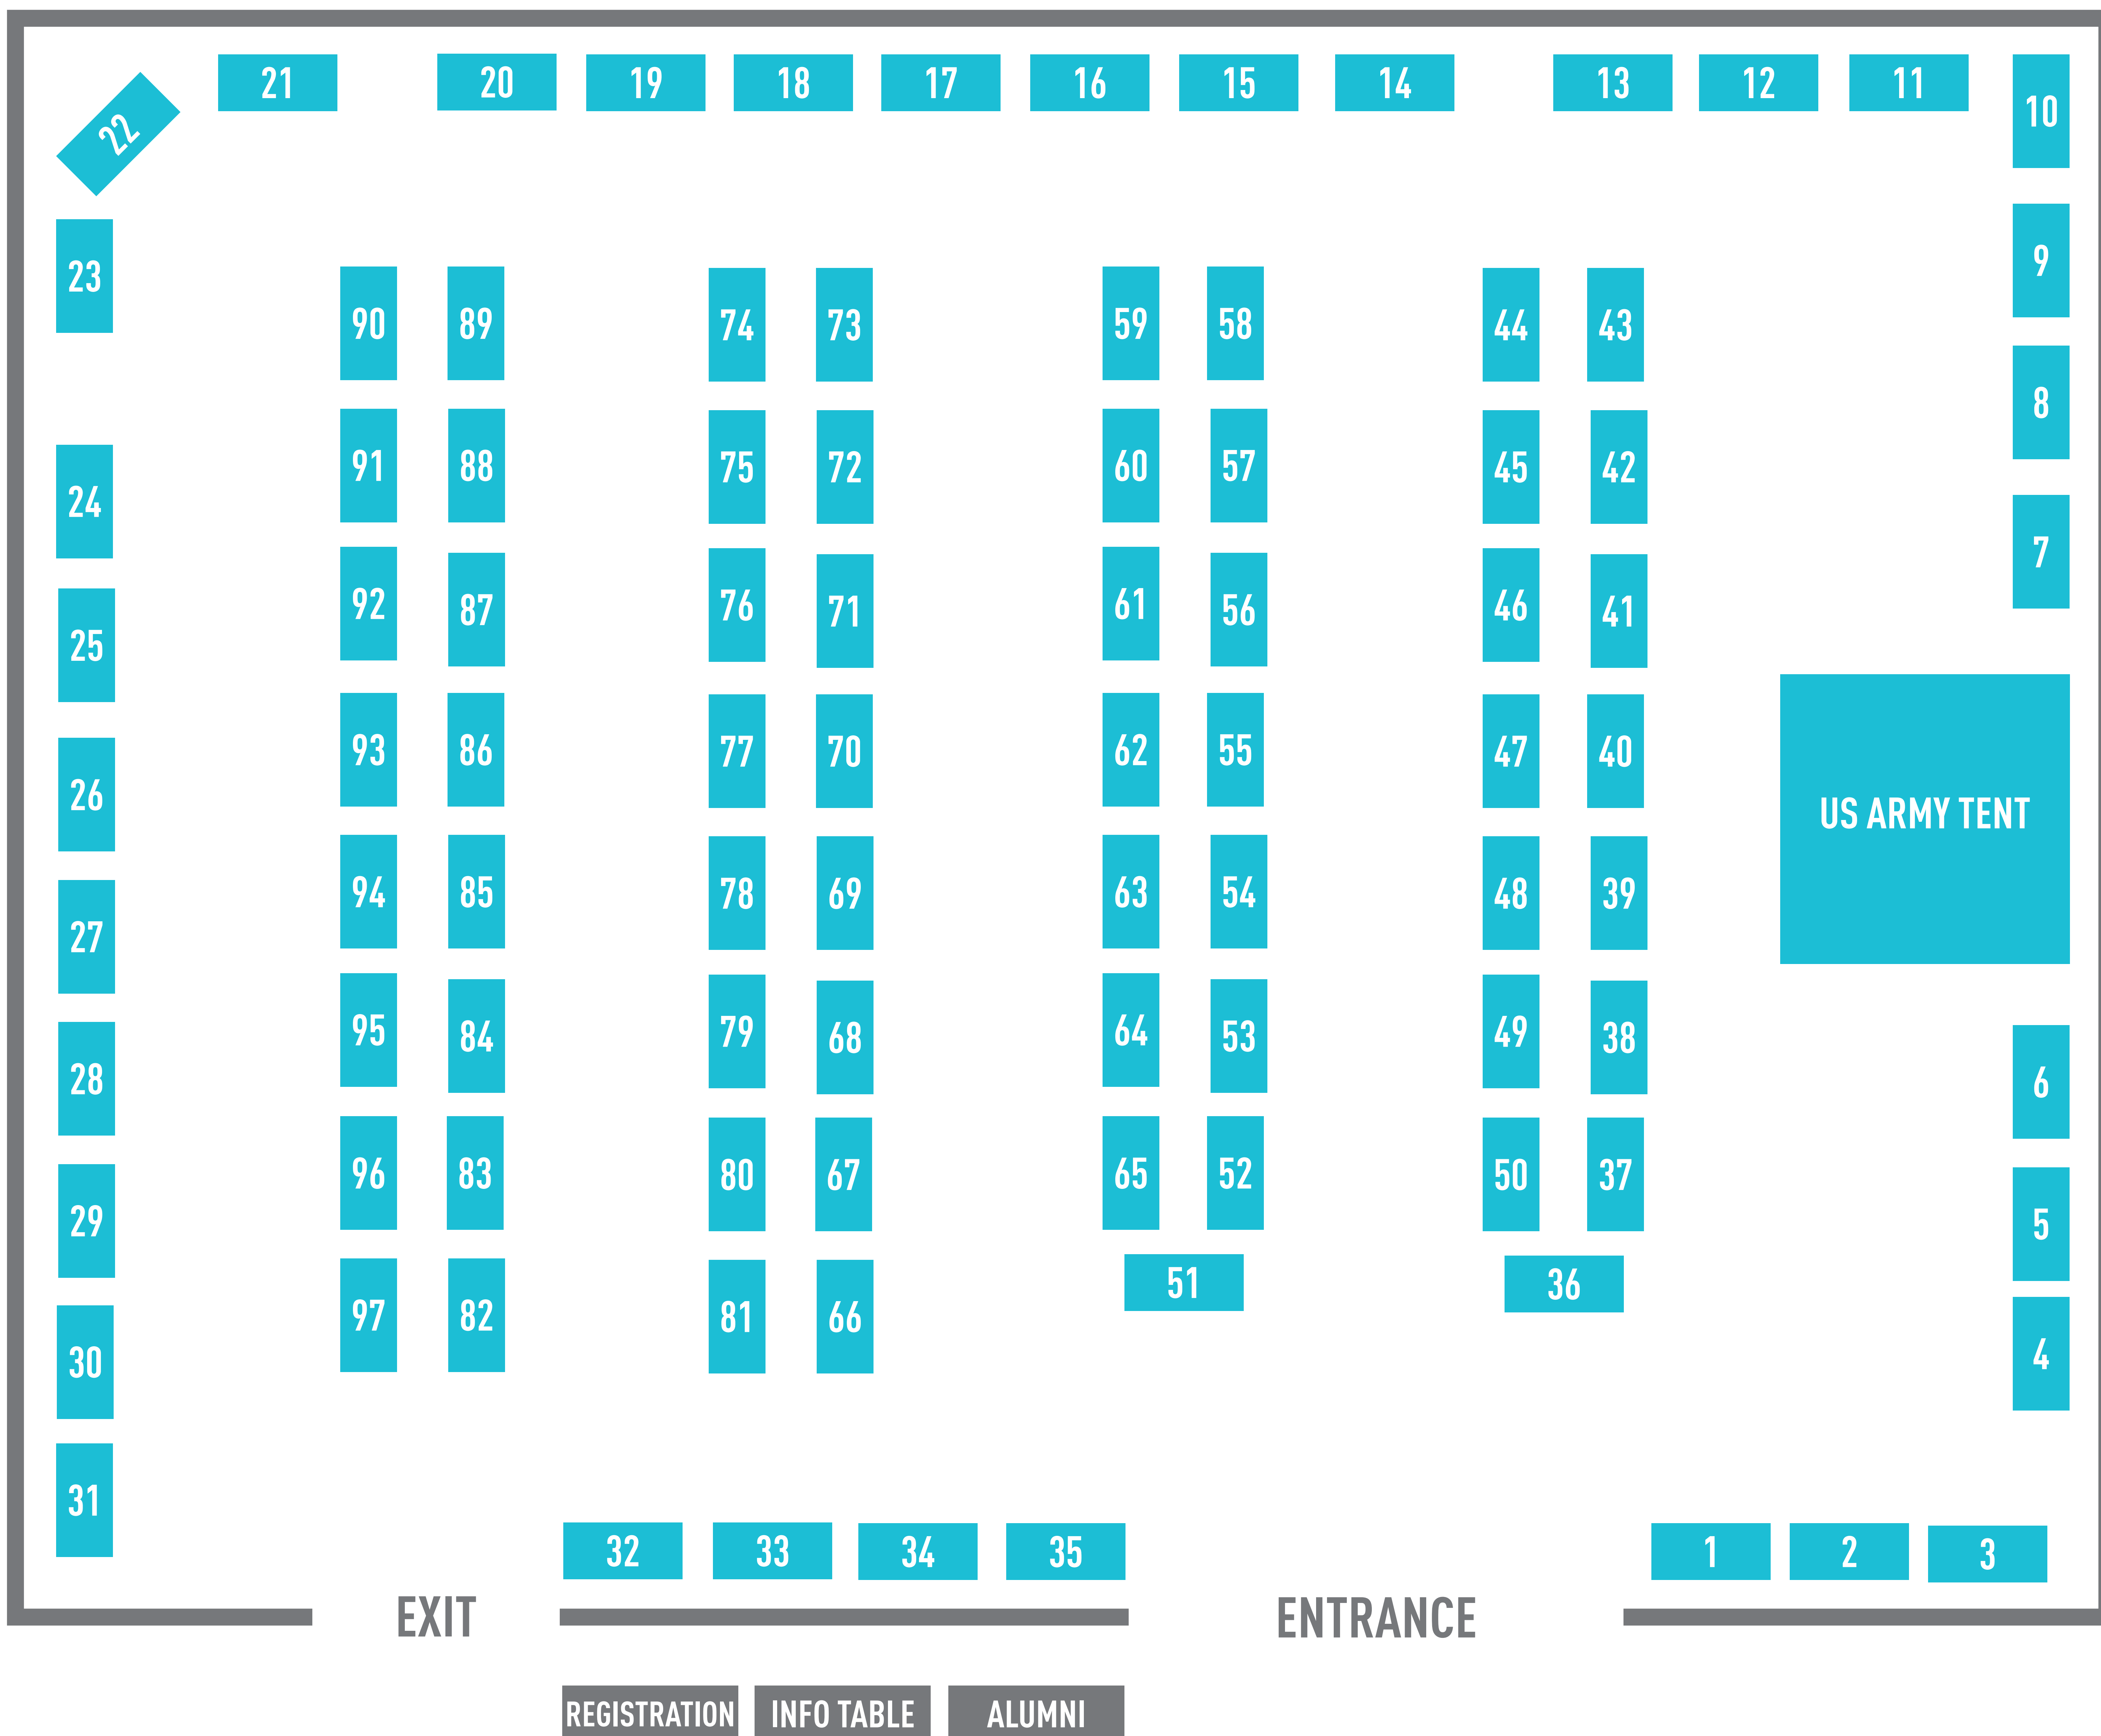 21 20 19 18 17 16 15 14 13 12 11 10
22
23 9
90 89 74 73 59 58 44 43
8
91 88 75 72 60 57 45 42
24 7
92 87 76 71 61 56 46 41
25
93 86 77 70 62 55 47 40
26 US ARMY TENT
94 85 78 69 63 54 48 39
27
95 84 79 68 64 53 49 38
28 6
96 83 80 67 65 52 50 37
29 5
51 36
97 82 81 66
30 4
31
32 33 34 35 1 2 3
EXIT ENTRANCE
REGISTRATION INFO TABLE ALUMNI